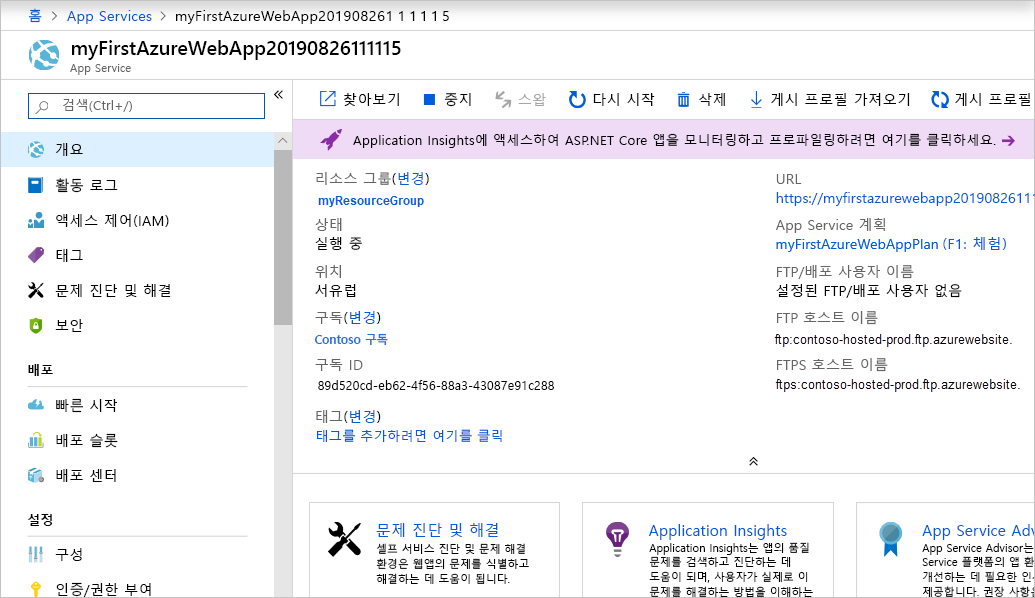 홈 > App Services > myFirstAzureWebApp201908261 1 1 1 1 5
myFirstAzureWebApp20190826111115
App Service
검색(Ctrl+/)
개요
활동 로그
액세스 제어(IAM)
태그
문제 진단 및 해결
보안
배포
빠른 시작
배포 슬롯
배포 센터
설정
구성
인증/권한 부여
찾아보기 중지 스왑 다시 시작 삭제 게시 프로필 가져오기 게시 프로필
Application Insights에 액세스하여 ASP.NET Core 앱을 모니터링하고 프로파일링하려면 여기를 클릭하세요.
리소스 그룹(변경)
myResourceGroup
상태
실행 중
위치
서유럽
구독(변경)
Contoso 구독
구독 ID
89d520cd-eb62-4f56-88a3-43087e91c288
태그(변경)
태그를 추가하려면 여기를 클릭
URL
https://myfirstazurewebapp2019082611
App Service 계획
myFirstAzureWebAppPlan (F1: 체험)
FTP/배포 사용자 이름
설정된 FTP/배포 사용자 없음
FTP 호스트 이름
ftp:contoso-hosted-prod.ftp.azurewebsite.
FTPS 호스트 이름
ftps:contoso-hosted-prod.ftp.azurewebsite.
문제 진단 및 해결
셀프 서비스 진단 및 문제 해결
환경은 웹앱의 문제를 식별하고
해결하는 데 도움이 됩니다.
Application Insights
Application Insights는 앱의 품질
문제를 검색하고 진단하는 데
도움이 되며, 사용자가 실제로 이
문제를 해결하는 방법을 이해하는
App Service Adv
App Service Advisor는
Service 플랫폼의 앱 환
개선하는 데 필요한 인
제공합니다. 권장 사항은